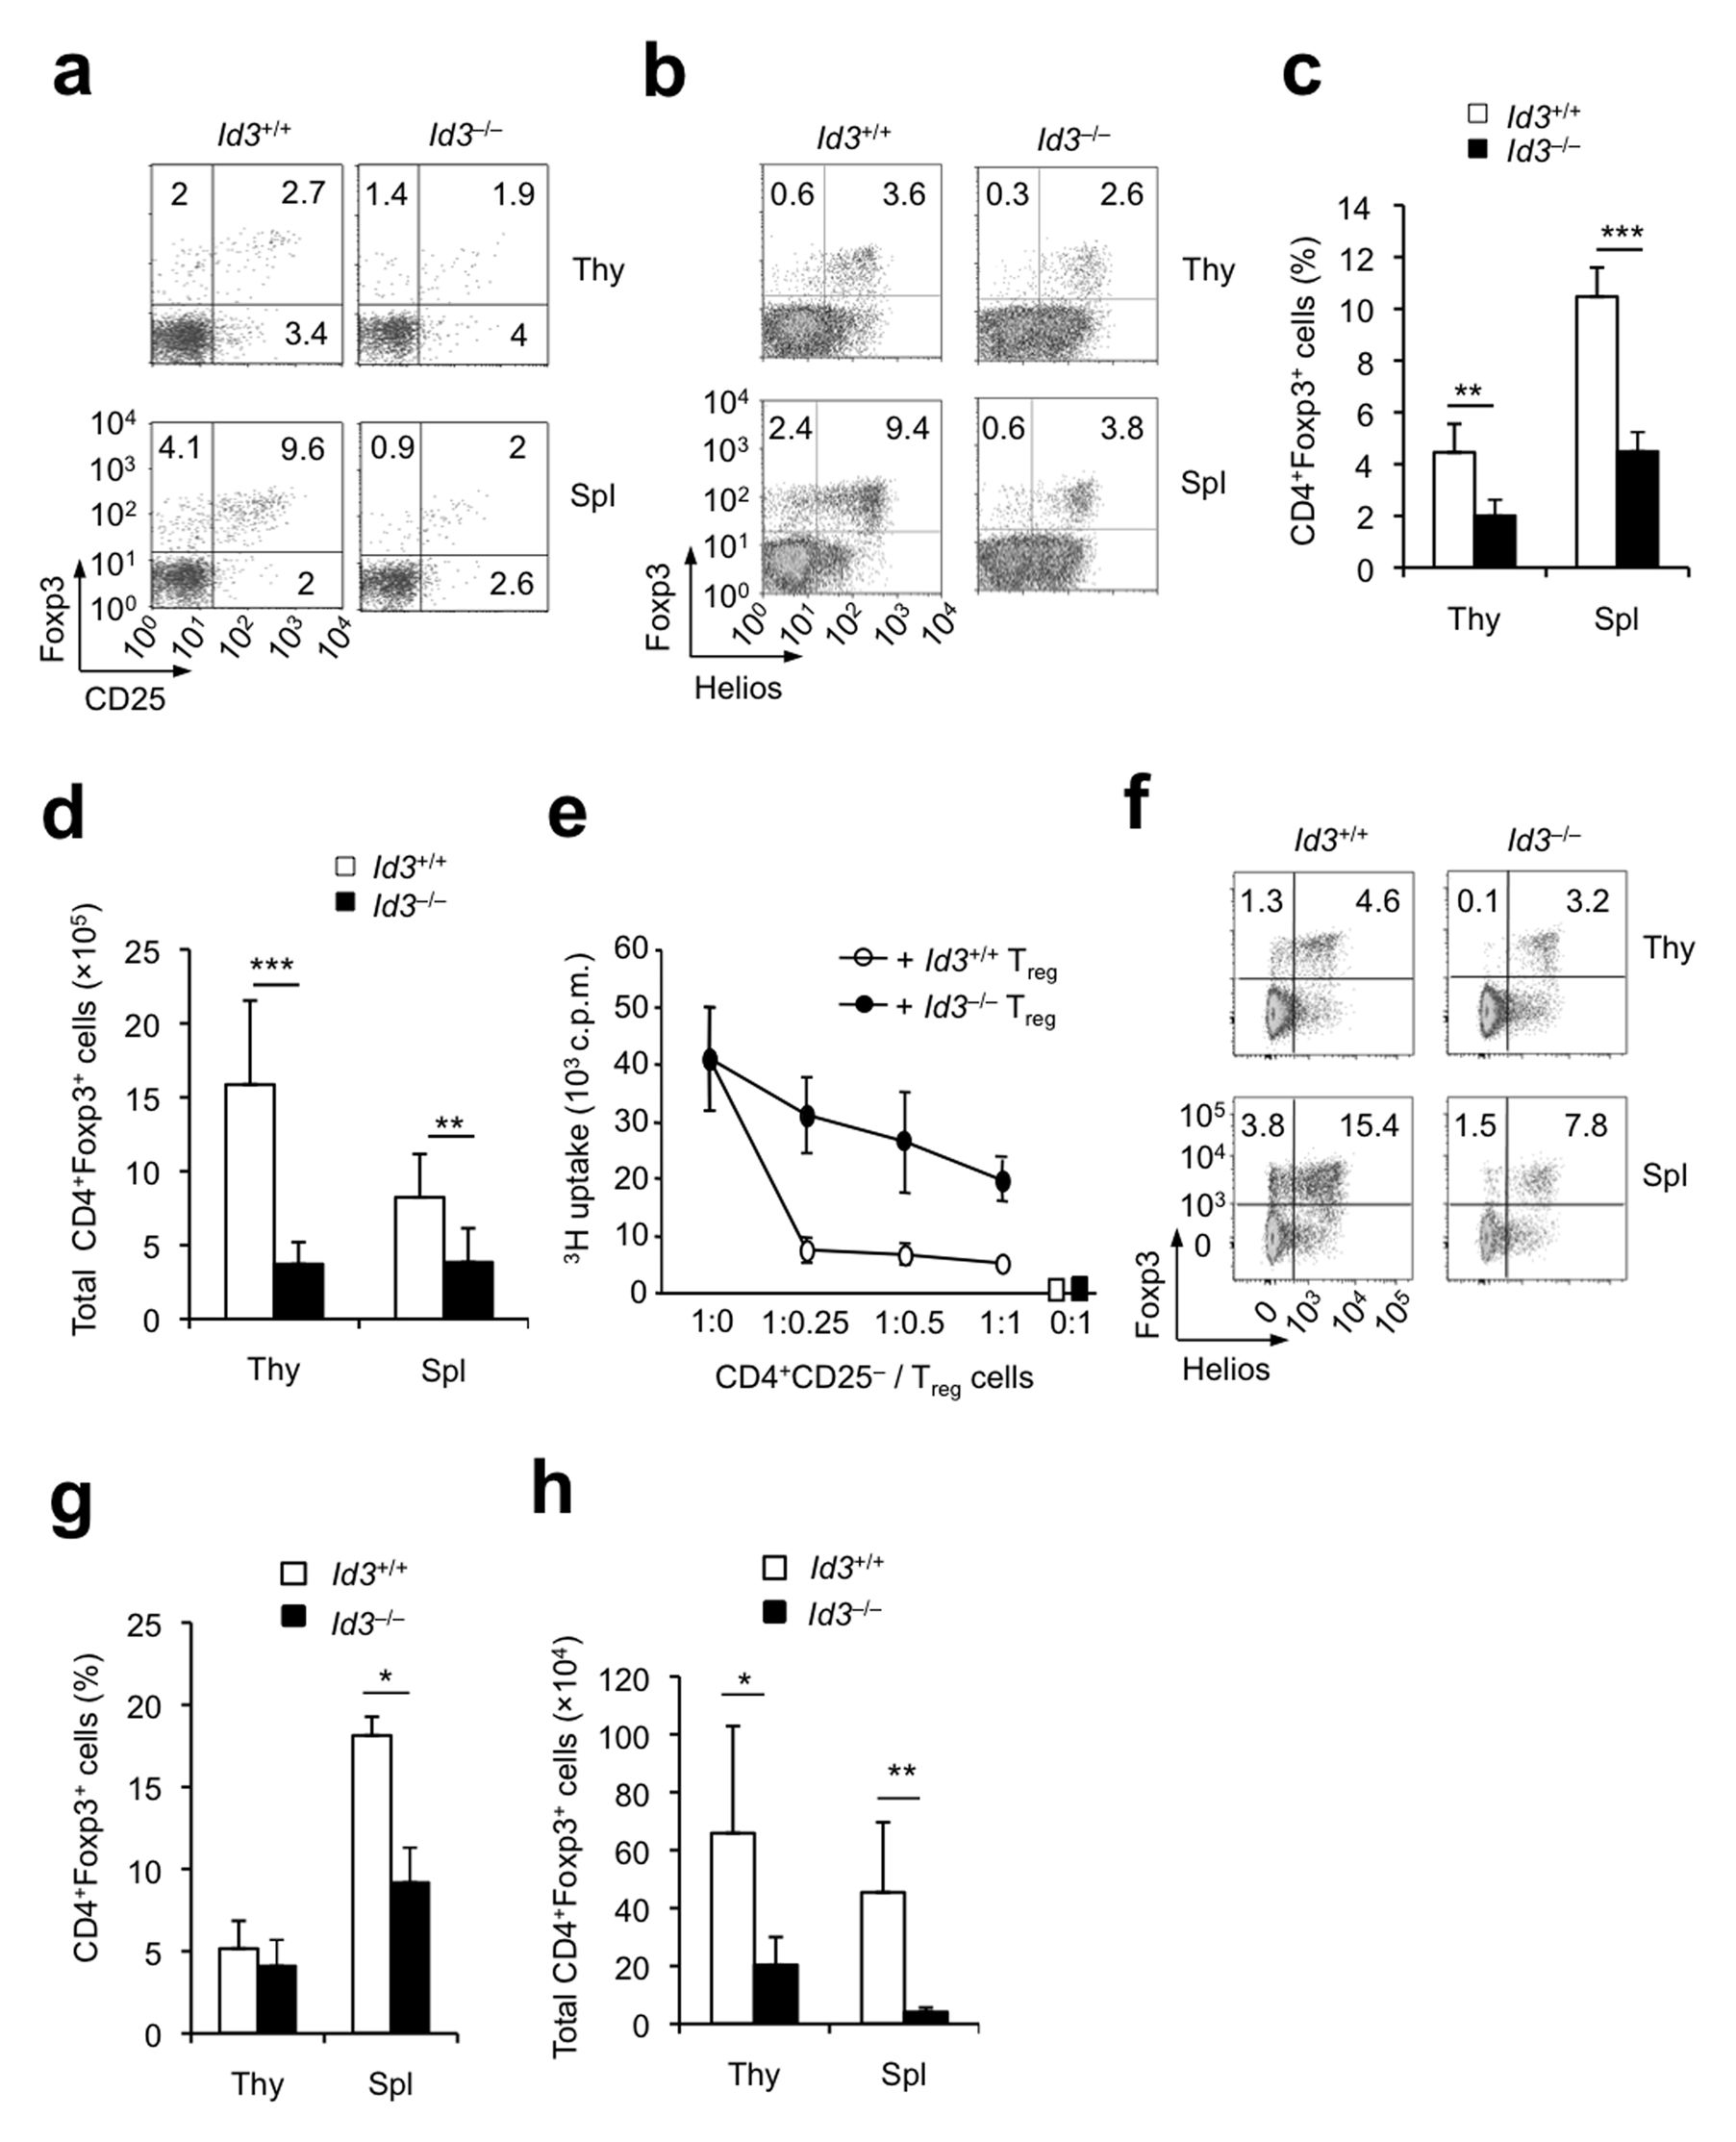 a
Id3+/+ Id3–/–
2 2.7 1.4 1.9
Thy
3.4 4
10⁴
4.1 9.6 0.9 2
10³
Spl
10²
10¹
2 2.6
10⁰
Foxp3
10⁰ 10¹ 10² 10³ 10⁴
CD25
b
Id3+/+ Id3–/–
0.6 3.6 0.3 2.6
Thy
10⁴
2.4 9.4 0.6 3.8
10³
Spl
10²
10¹
10⁰
Foxp3
10⁰ 10¹ 10² 10³ 10⁴
Helios
c
Id3+/+
Id3–/–
CD4+Foxp3+ cells (%)
14
12
10
8
6
4
2
0
** ***
Thy Spl
d
Id3+/+
Id3–/–
Total CD4+Foxp3+ cells (×10⁵)
25
20
15
10
5
0
*** **
Thy Spl
e
³H uptake (10³ c.p.m.)
60
50
40
30
20
10
0
+ Id3+/+ Treg
+ Id3–/– Treg
1:0 1:0.25 1:0.5 1:1 0:1
CD4+CD25– / Treg cells
f
Id3+/+ Id3–/–
1.3 4.6 0.1 3.2
Thy
10⁵
3.8 15.4 1.5 7.8
10⁴
Spl
10³
0
Foxp3
0 10³ 10⁴ 10⁵
Helios
g
Id3+/+
Id3–/–
CD4+Foxp3+ cells (%)
25
20
15
10
5
0
*
Thy Spl
h
Id3+/+
Id3–/–
Total CD4+Foxp3+ cells (×10⁴)
120
100
80
60
40
20
0
* **
Thy Spl